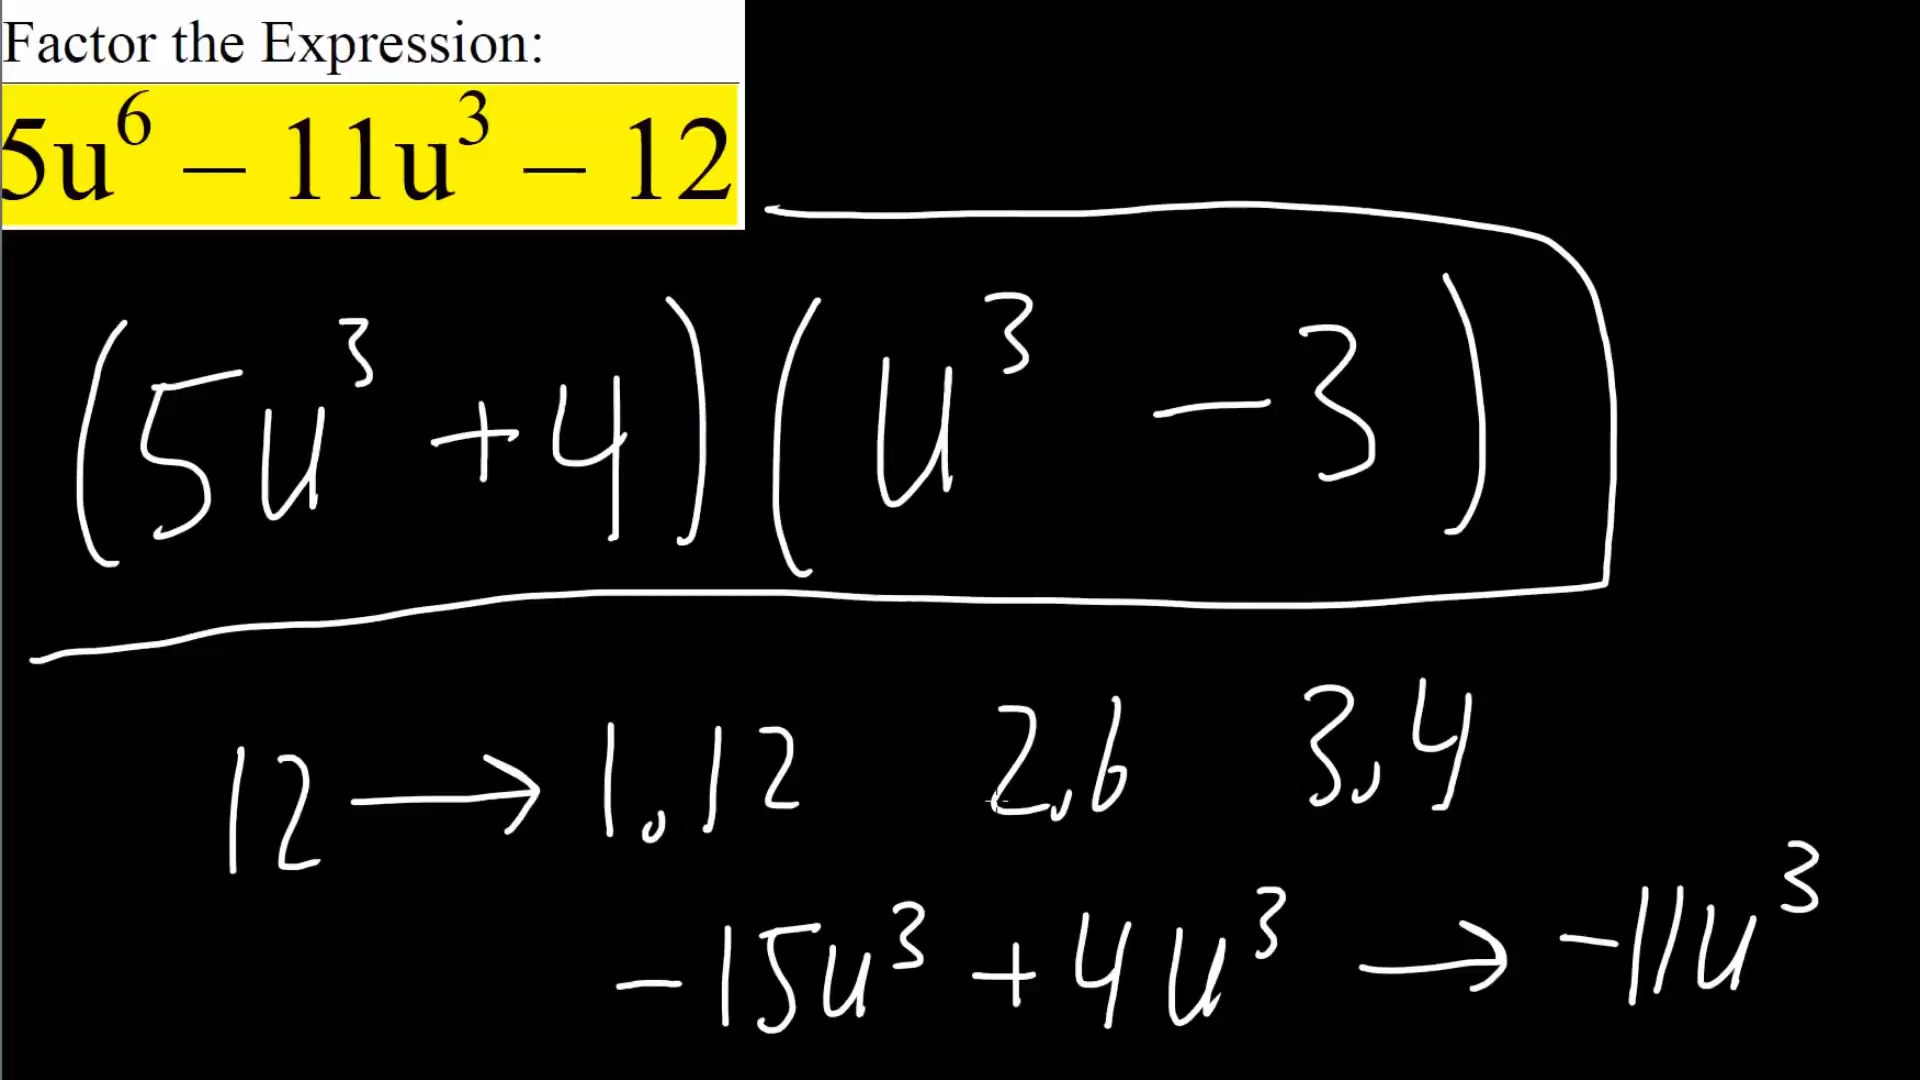 Factor the Expression:
5u⁶ – 11u³ – 12
(5u³ +4)(u³ -3)
12 → 1,12 2,6 3,4
-15u³ +4u³ → -11u³